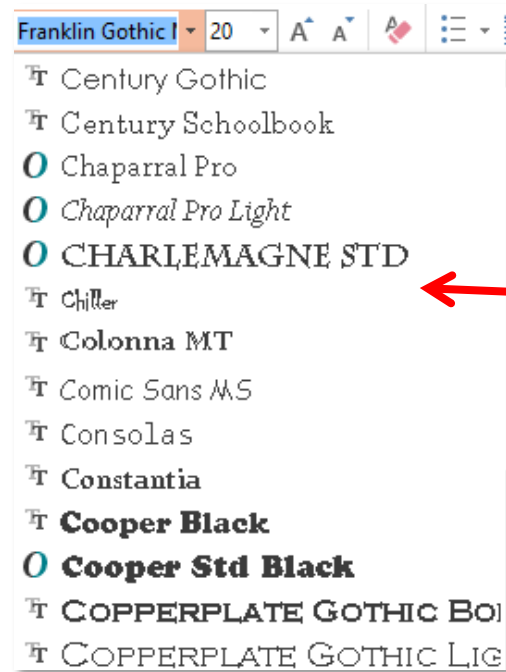 Franklin Gothic M 20
Century Gothic
Century Schoolbook
Chaparral Pro
Chaparral Pro Light
CHARLEMAGNE STD
Chiller
Colonna MT
Comic Sans MS
Consolas
Constantia
Cooper Black
Cooper Std Black
COPPERPLATE GOTHIC BOL
COPPERPLATE GOTHIC LIG